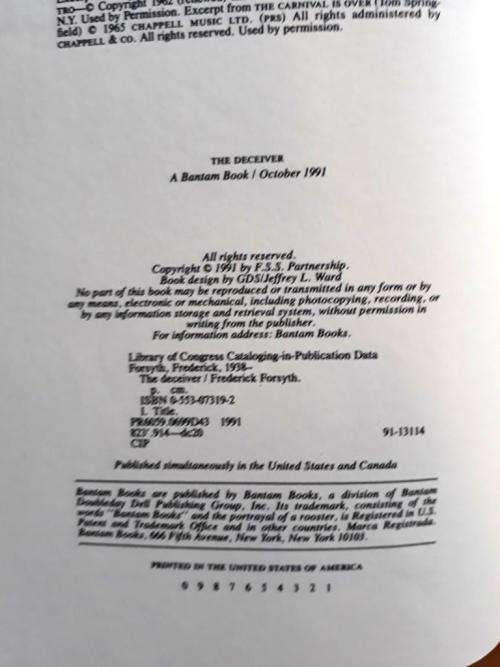 TRO—© Copyright 1962 (renewed
N.Y. Used by Permission. Excerpt from THE CARNIVAL IS OVER (Tom Spring-
field) © 1965 CHAPPELL MUSIC LTD. (PRS) All rights administered by
CHAPPELL & CO. All rights reserved. Used by permission.
THE DECEIVER
A Bantam Book / October 1991
All rights reserved.
Copyright © 1991 by F.S.S. Partnership.
Book design by GDS/Jeffrey L. Ward
No part of this book may be reproduced or transmitted in any form or by
any means, electronic or mechanical, including photocopying, recording, or
by any information storage and retrieval system, without permission in
writing from the publisher.
For information address: Bantam Books.
Library of Congress Cataloging-in-Publication Data
Forsyth, Frederick, 1938–
The deceiver / Frederick Forsyth.
p. cm.
ISBN 0-553-07319-2
I. Title.
PR6059.O699D43 1991
823'.914—dc20 91-13114
CIP
Published simultaneously in the United States and Canada
Bantam Books are published by Bantam Books, a division of Bantam
Doubleday Dell Publishing Group, Inc. Its trademark, consisting of the
words "Bantam Books" and the portrayal of a rooster, is Registered in U.S.
Patent and Trademark Office and in other countries. Marca Registrada.
Bantam Books, 666 Fifth Avenue, New York, New York 10103.
PRINTED IN THE UNITED STATES OF AMERICA
0 9 8 7 6 5 4 3 2 1